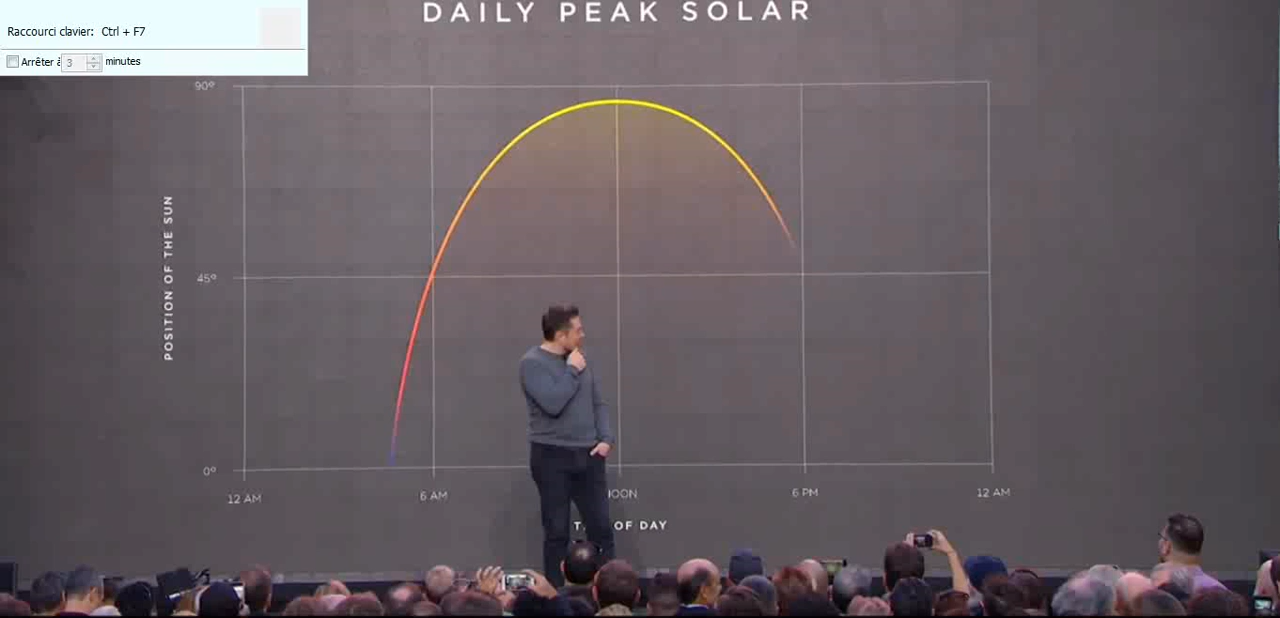 DAILY PEAK SOLAR
Raccourci clavier: Ctrl + F7
Arrêter à 3 minutes
90º
POSITION OF THE SUN
45º
0º
12 AM
6 AM
OON
6 PM
12 AM
OF DAY